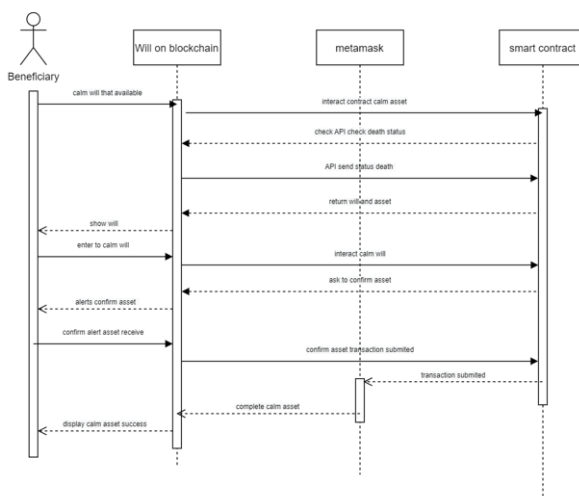 Will on blockchain
metamask
smart contract
Beneficiary
calm will that available
interact contract calm asset
check API check death status
API send status death
return will and asset
show will
enter to calm will
interact calm will
ask to confirm asset
alerts confirm asset
confirm alert asset receive
confirm asset transaction submited
transaction submited
complete calm asset
display calm asset success